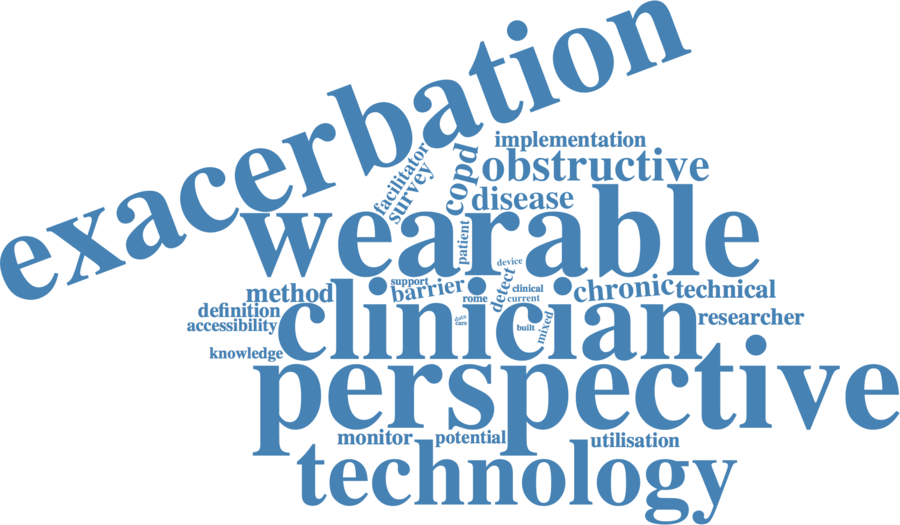 exacerbation
implementation
obstructive
facilitator
survey
copd
disease
wearable
patient
device
detect
support
barrier
rome
clinical
current
chronic
technical
method
definition
accessibility
clinician
data
care
built
mixed
researcher
knowledge
perspective
monitor
potential
utilisation
technology